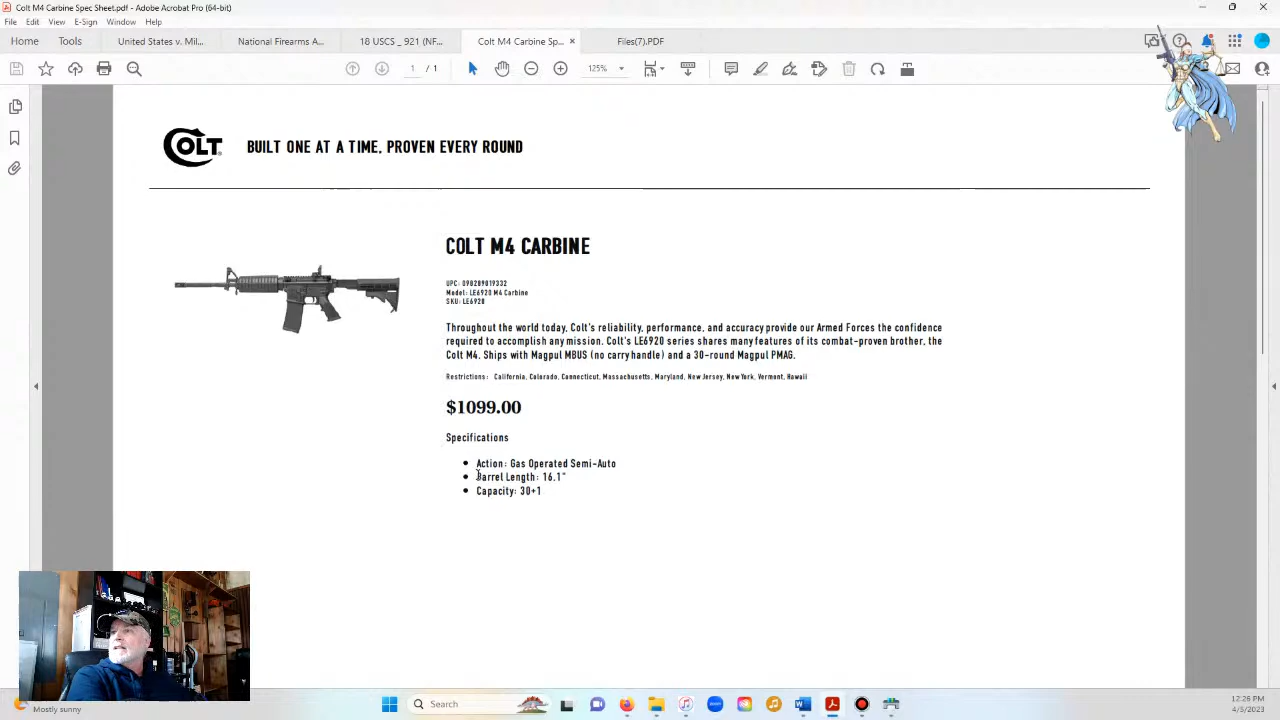 Colt M4 Carbine Spec Sheet.pdf - Adobe Acrobat Pro (64-bit)
File Edit View E-Sign Window Help
Home Tools United States v. Mil... National Firearms A... 18 USCS _ 921 (NF... Colt M4 Carbine Sp... × Files(7).PDF
1 / 1 125%
COLT BUILT ONE AT A TIME, PROVEN EVERY ROUND
COLT M4 CARBINE
UPC: 098289019332
Model: LE6920 M4 Carbine
SKU: LE6920
Throughout the world today, Colt's reliability, performance, and accuracy provide our Armed Forces the confidence
required to accomplish any mission. Colt's LE6920 series shares many features of its combat-proven brother, the
Colt M4. Ships with Magpul MBUS (no carry handle) and a 30-round Magpul PMAG.
Restrictions: California, Colorado, Connecticut, Massachusetts, Maryland, New Jersey, New York, Vermont, Hawaii
$1099.00
Specifications
Action: Gas Operated Semi-Auto
Barrel Length: 16.1"
Capacity: 30+1
Mostly sunny
Search
12:26 PM
4/5/2023